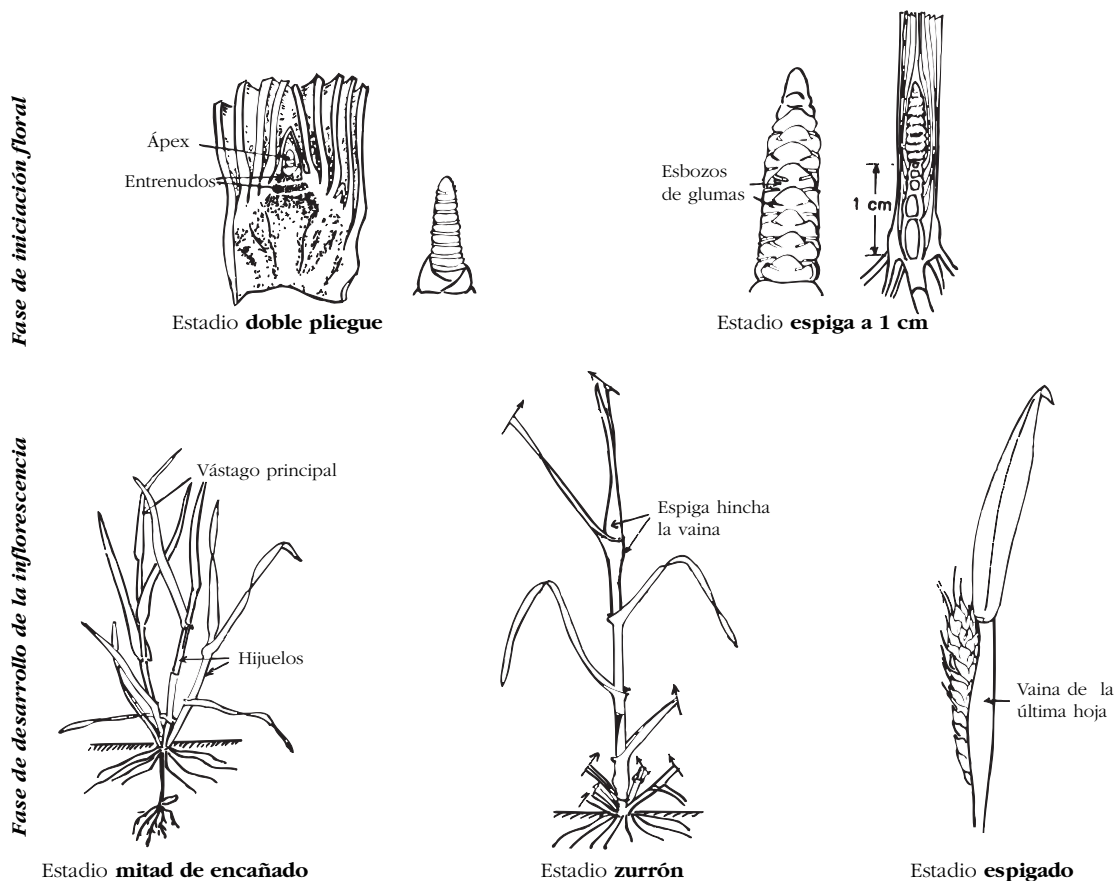 Fase de iniciación floral
Ápex
Entrenudos
Estadio doble pliegue
Esbozos
de glumas
1 cm
Estadio espiga a 1 cm
Fase de desarrollo de la inflorescencia
Vástago principal
Hijuelos
Estadio mitad de encañado
Espiga hincha
la vaina
Estadio zurrón
Vaina de la
última hoja
Estadio espigado